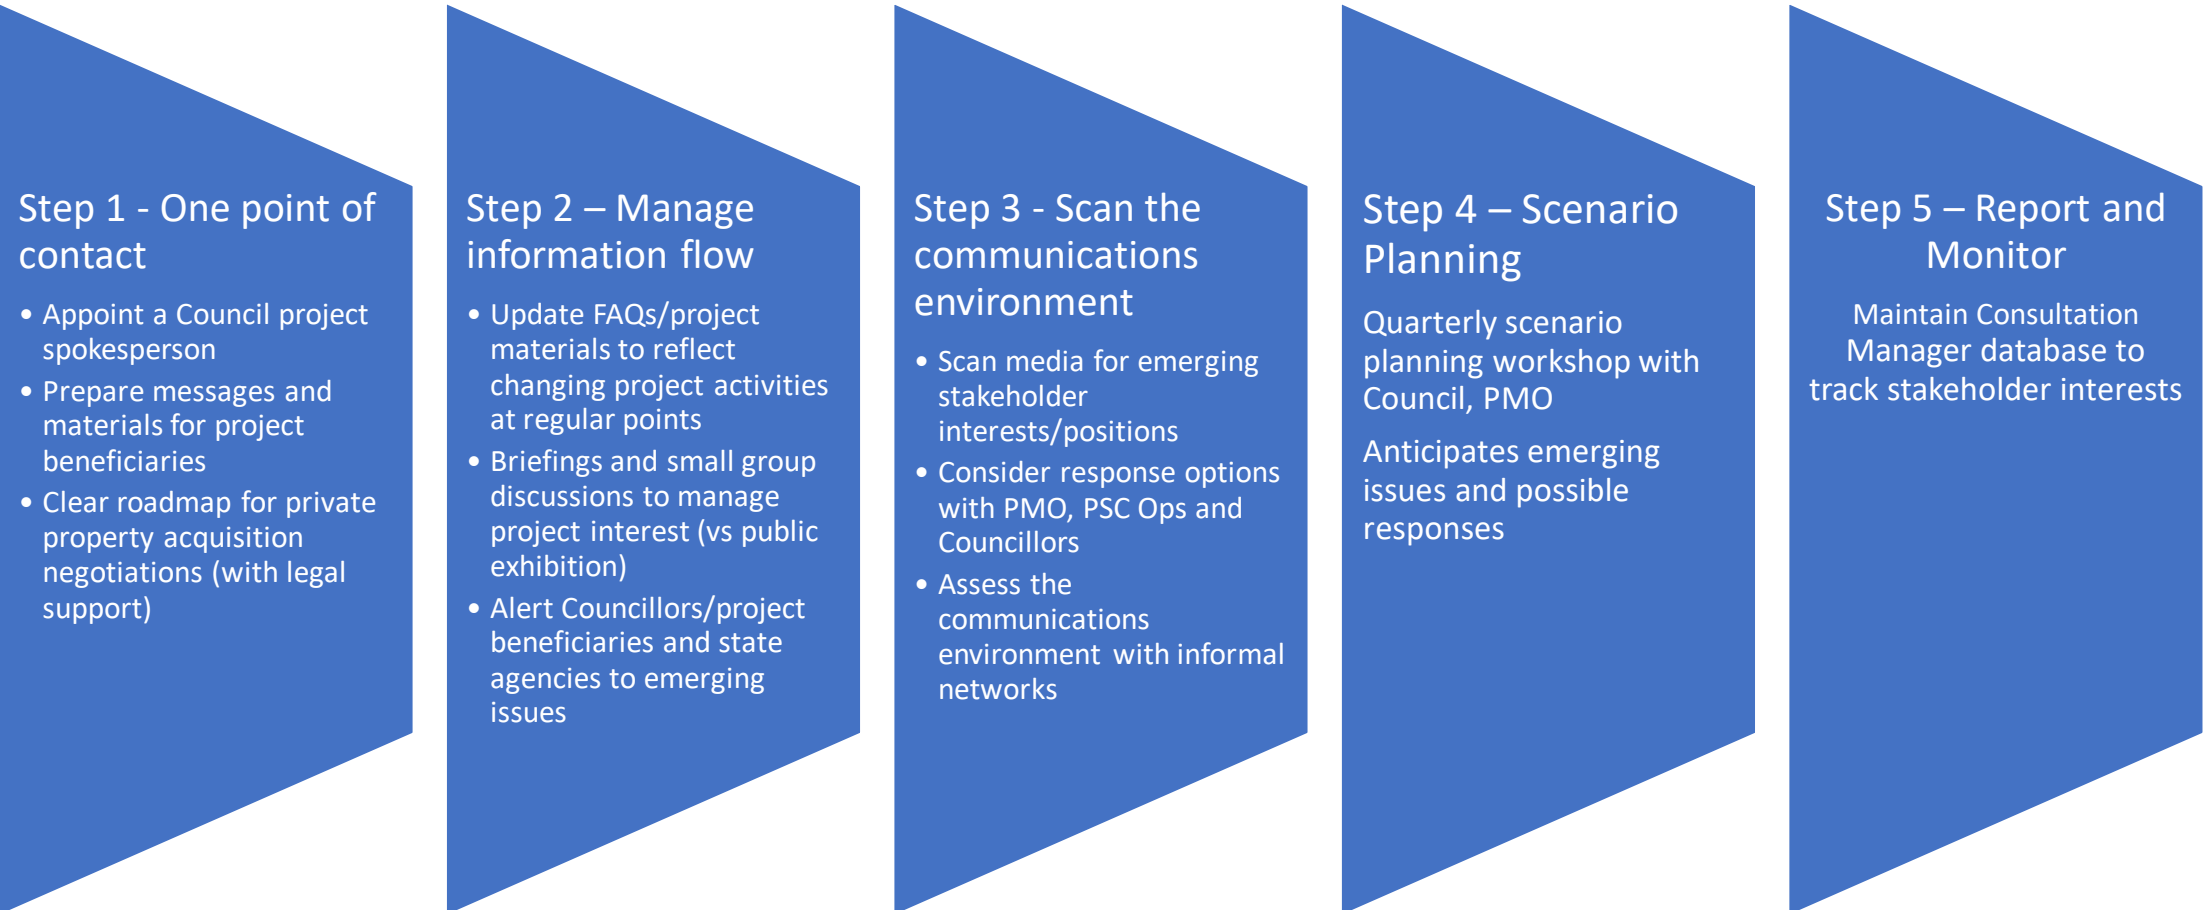 Step 1 - One point of
contact
• Appoint a Council project
spokesperson
• Prepare messages and
materials for project
beneficiaries
• Clear roadmap for private
property acquisition
negotiations (with legal
support)
Step 2 – Manage
information flow
• Update FAQs/project
materials to reflect
changing project activities
at regular points
• Briefings and small group
discussions to manage
project interest (vs public
exhibition)
• Alert Councillors/project
beneficiaries and state
agencies to emerging
issues
Step 3 - Scan the
communications
environment
• Scan media for emerging
stakeholder
interests/positions
• Consider response options
with PMO, PSC Ops and
Councillors
• Assess the
communications
environment with informal
networks
Step 4 – Scenario
Planning
Quarterly scenario
planning workshop with
Council, PMO
Anticipates emerging
issues and possible
responses
Step 5 – Report and
Monitor
Maintain Consultation
Manager database to
track stakeholder interests